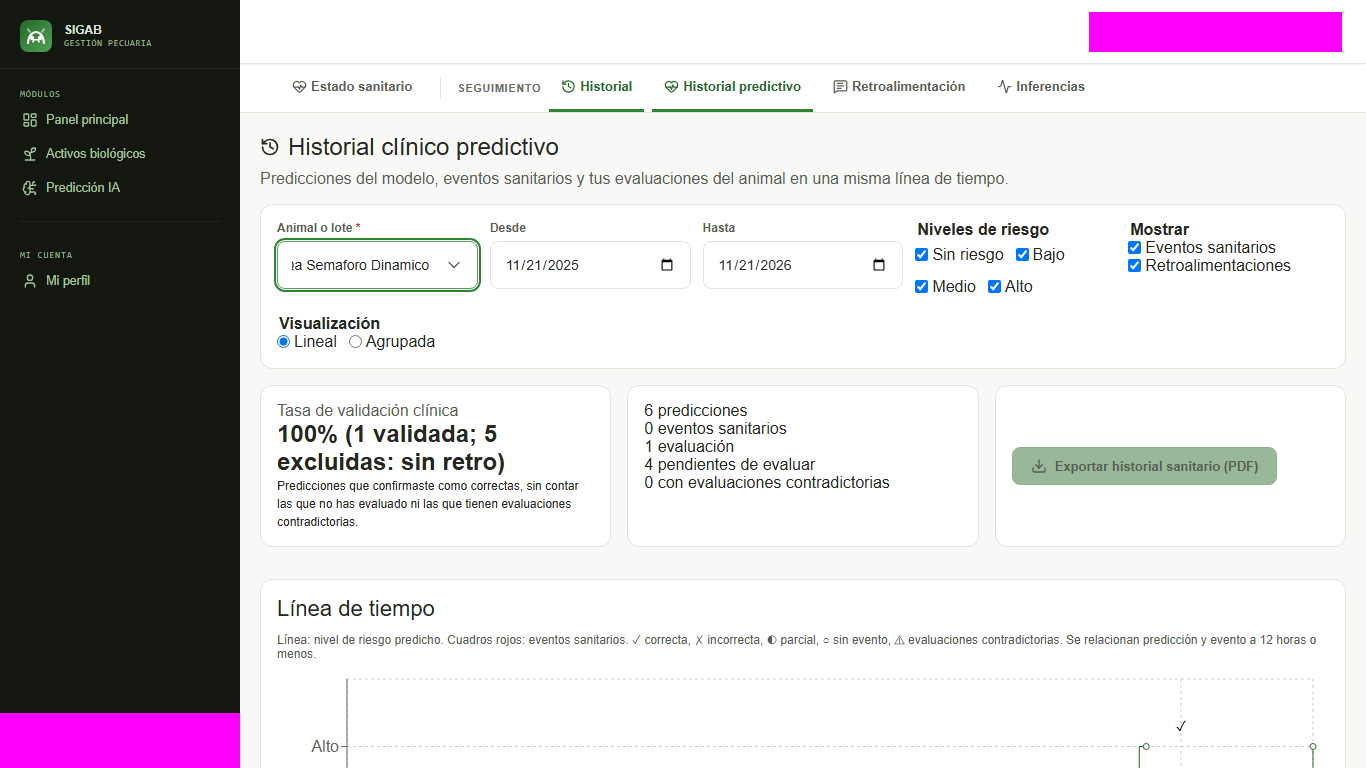 SIGAB
GESTIÓN PECUARIA
MÓDULOS
Panel principal
Activos biológicos
Predicción IA
MI CUENTA
Mi perfil
Estado sanitario
SEGUIMIENTO
Historial
Historial predictivo
Retroalimentación
Inferencias
Historial clínico predictivo
Predicciones del modelo, eventos sanitarios y tus evaluaciones del animal en una misma línea de tiempo.
Animal o lote *
Semaforo Dinamico
Desde
11/21/2025
Hasta
11/21/2026
Niveles de riesgo
Sin riesgo Bajo
Medio Alto
Mostrar
Eventos sanitarios
Retroalimentaciones
Visualización
Lineal Agrupada
Tasa de validación clínica
100% (1 validada; 5
excluidas: sin retro)
Predicciones que confirmaste como correctas, sin contar
las que no has evaluado ni las que tienen evaluaciones
contradictorias.
6 predicciones
0 eventos sanitarios
1 evaluación
4 pendientes de evaluar
0 con evaluaciones contradictorias
Exportar historial sanitario (PDF)
Línea de tiempo
Línea: nivel de riesgo predicho. Cuadros rojos: eventos sanitarios. ✓ correcta, ✗ incorrecta, ◐ parcial, ○ sin evento, ⚠ evaluaciones contradictorias. Se relacionan predicción y evento a 12 horas o
menos.
✓
Alto